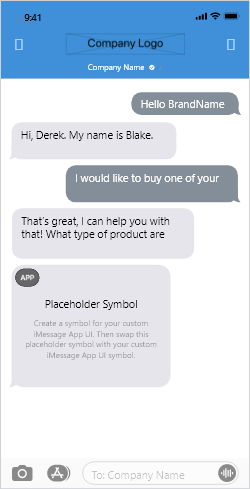 9:41
Company Logo
Company Name
Hello BrandName
Hi, Derek. My name is Blake.
I would like to buy one of your
That's great, I can help you with
that! What type of product are
APP
Placeholder Symbol
Create a symbol for your custom
iMessage App UI. Then swap this
placeholder symbol with your custom
iMessage App UI symbol.
To: Company Name